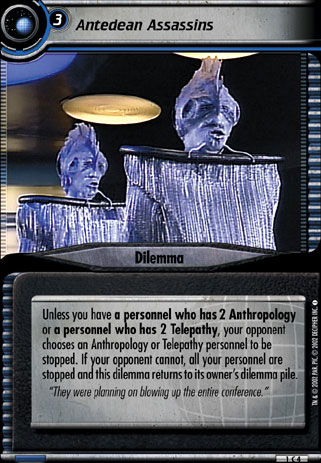 3
Antedean Assassins
Dilemma
Unless you have a personnel who has 2 Anthropology
or a personnel who has 2 Telepathy, your opponent
chooses an Anthropology or Telepathy personnel to be
stopped. If your opponent cannot, all your personnel are
stopped and this dilemma returns to its owner's dilemma pile.
"They were planning on blowing up the entire conference."
TM & © 2002 PAR. PIC. © 2002 DECIPHER INC.
1 C 4